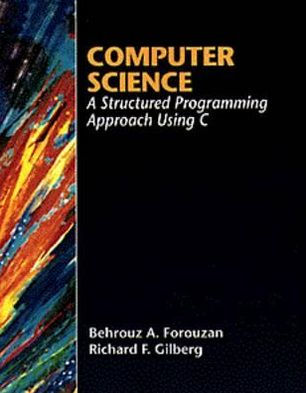 COMPUTER
SCIENCE
A Structured Programming
Approach Using C
Behrouz A. Forouzan
Richard F. Gilberg